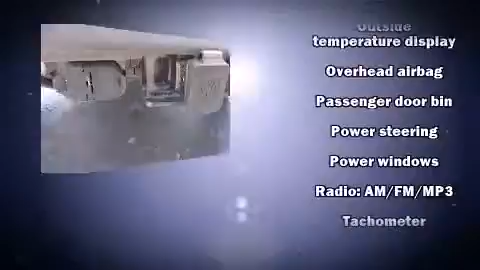 Outside
temperature display
Overhead airbag
Passenger door bin
Power steering
Power windows
Radio: AM/FM/MP3
Tachometer